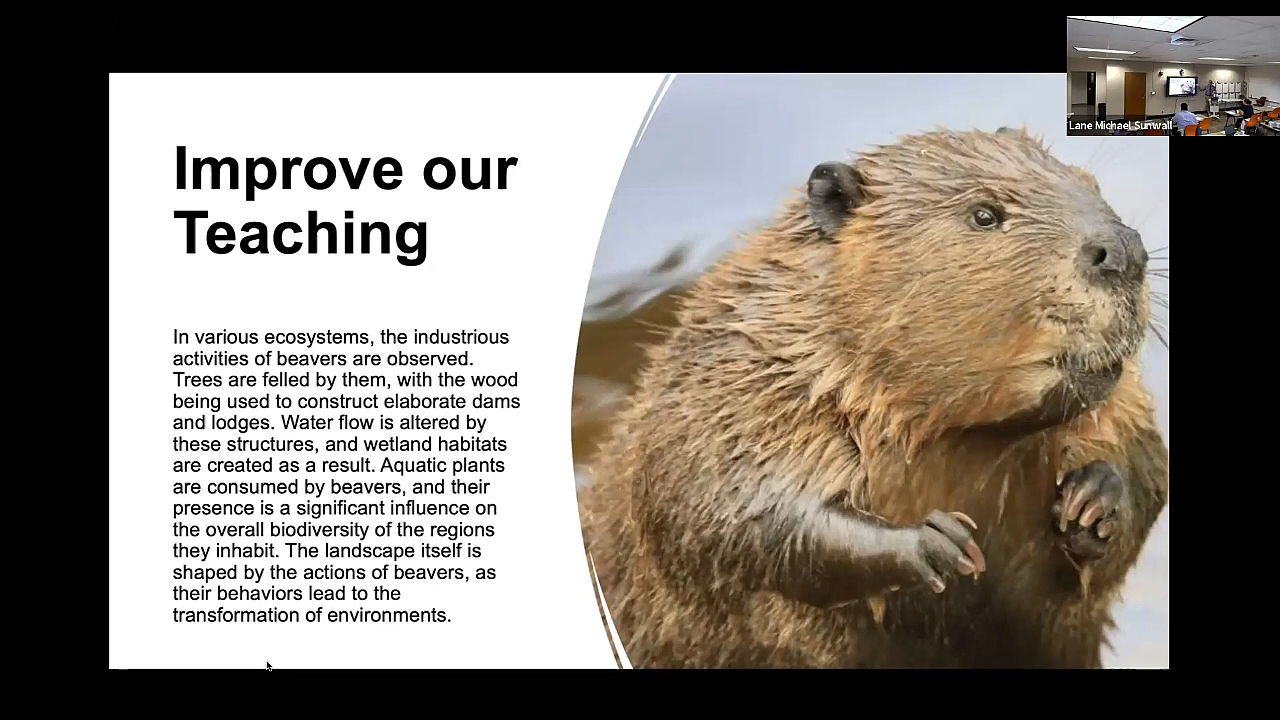 Improve our
Teaching
In various ecosystems, the industrious
activities of beavers are observed.
Trees are felled by them, with the wood
being used to construct elaborate dams
and lodges. Water flow is altered by
these structures, and wetland habitats
are created as a result. Aquatic plants
are consumed by beavers, and their
presence is a significant influence on
the overall biodiversity of the regions
they inhabit. The landscape itself is
shaped by the actions of beavers, as
their behaviors lead to the
transformation of environments.
Lane Michael Sunwall